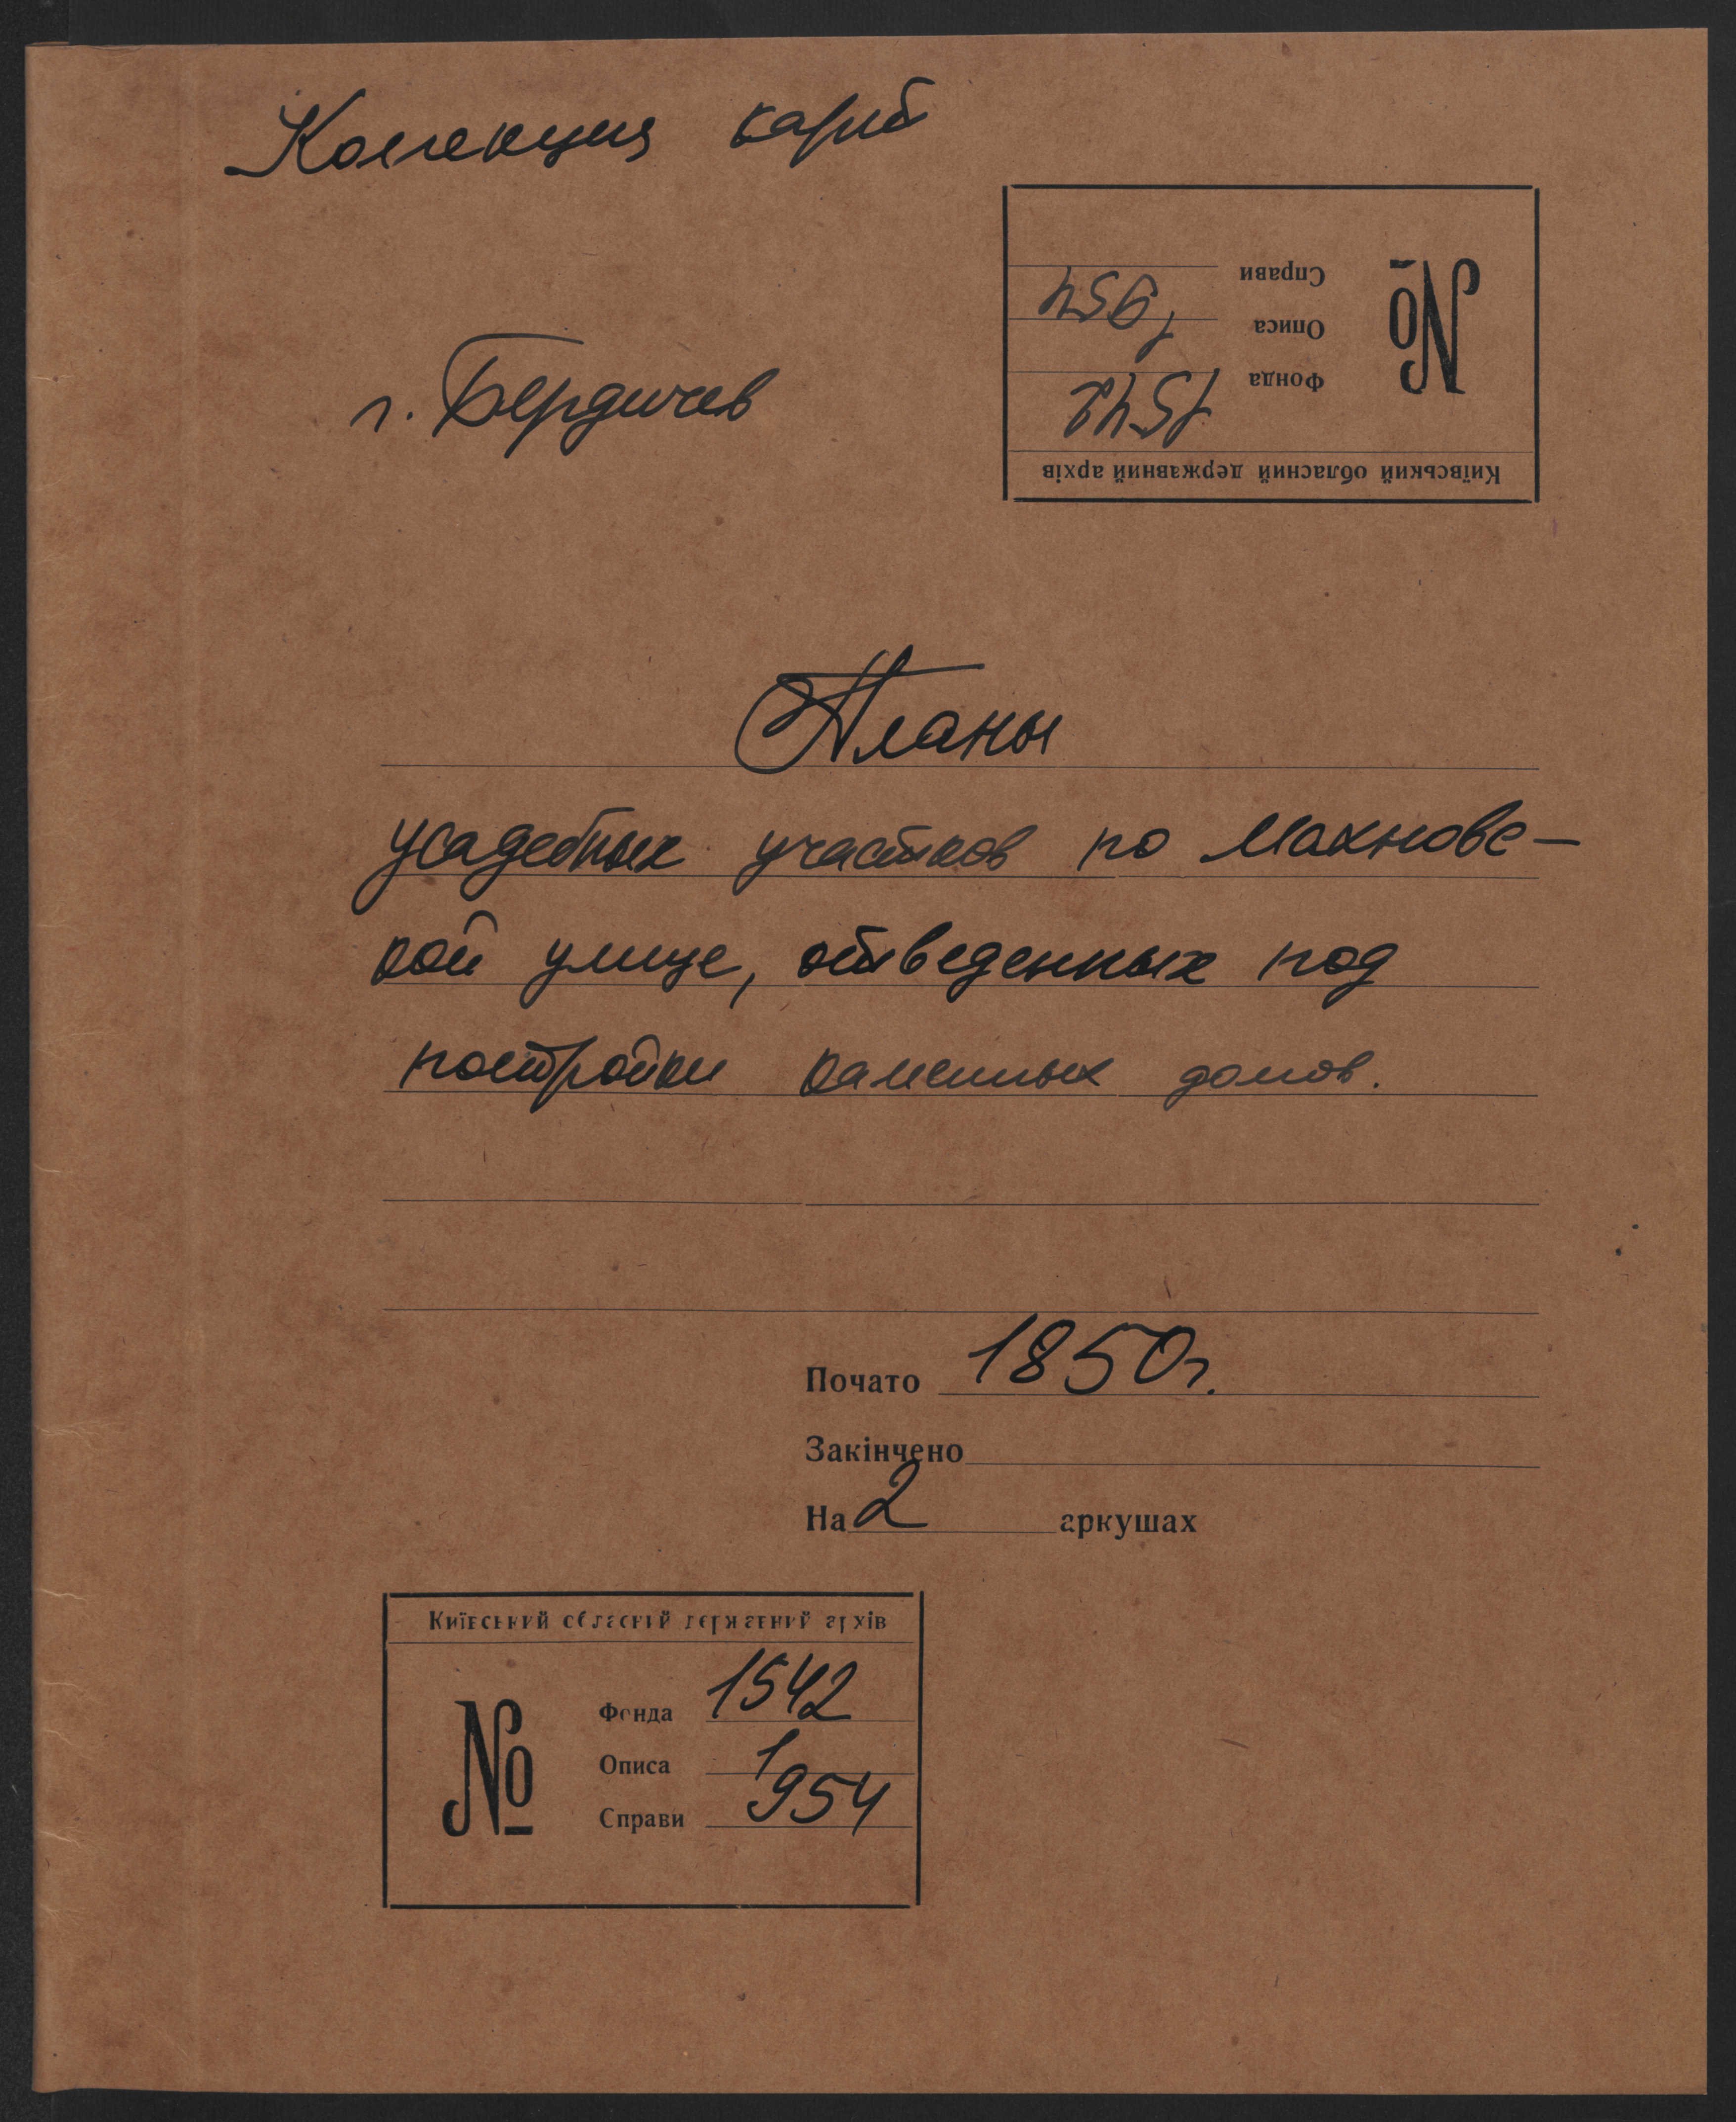 Коллекция карт
Справи
Описа 1
954
Фонда 1542
№
Київський обласний державний архів
г. Бердичев
Планы
усадебных участков по Махновс-
кой улице, отведенных под
постройки каменных домов.
Почато 1850 г.
Закінчено
На 2 аркушах
Київський обласний державний архів
№
Фонда 1542
Описа 1
Справи 954